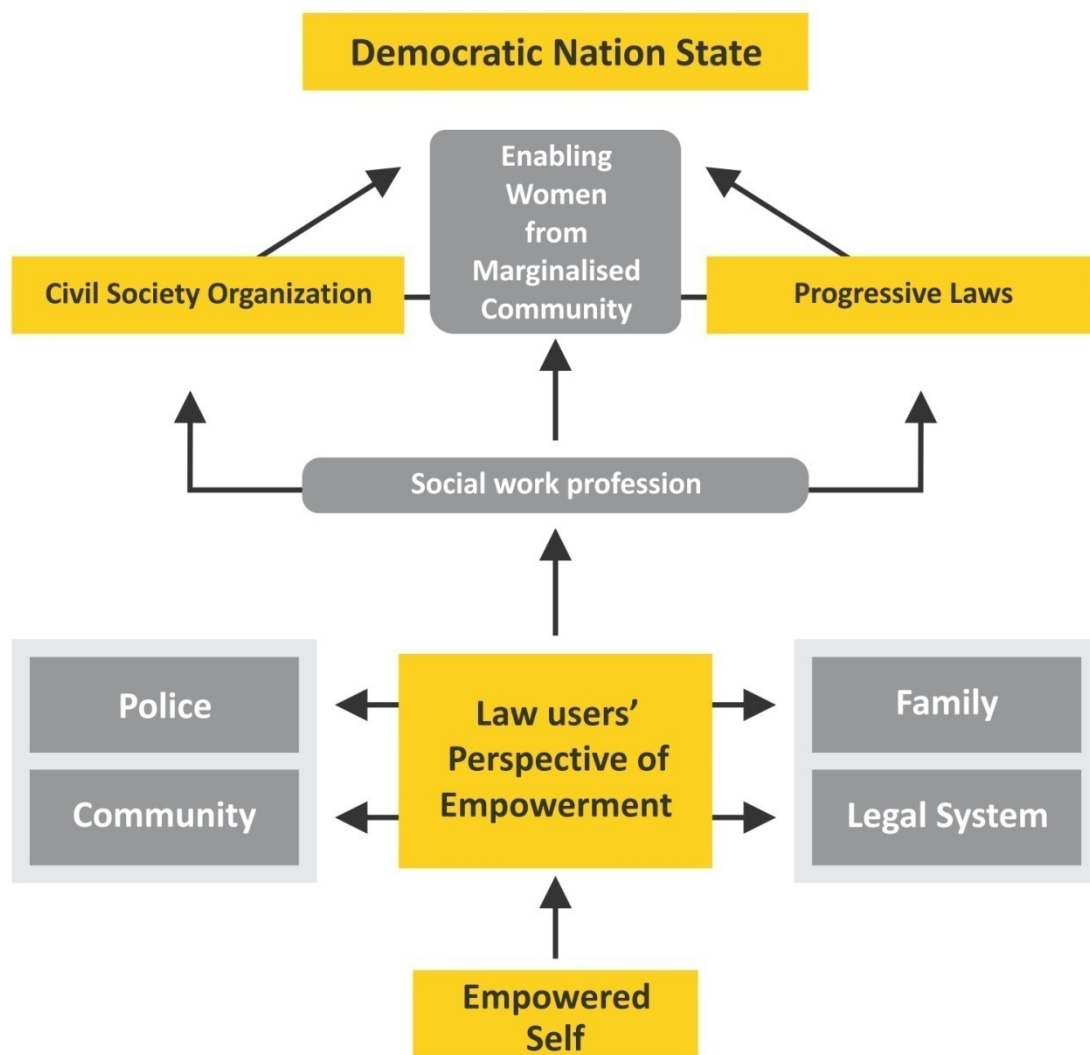 Democratic Nation State
Enabling
Women
from
Marginalised
Community
Civil Society Organization
Progressive Laws
Social work profession
Police
Community
Law users’
Perspective of
Empowerment
Family
Legal System
Empowered
Self